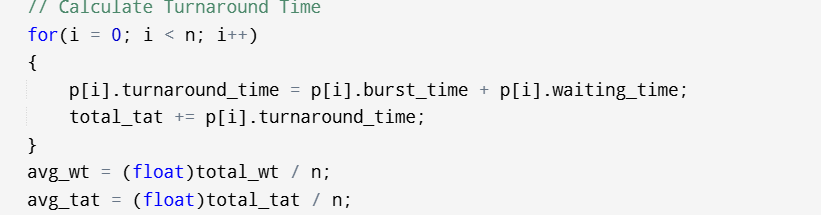 // Calculate Turnaround Time
for(i = 0; i < n; i++)
{
p[i].turnaround_time = p[i].burst_time + p[i].waiting_time;
total_tat += p[i].turnaround_time;
}
avg_wt = (float)total_wt / n;
avg_tat = (float)total_tat / n;